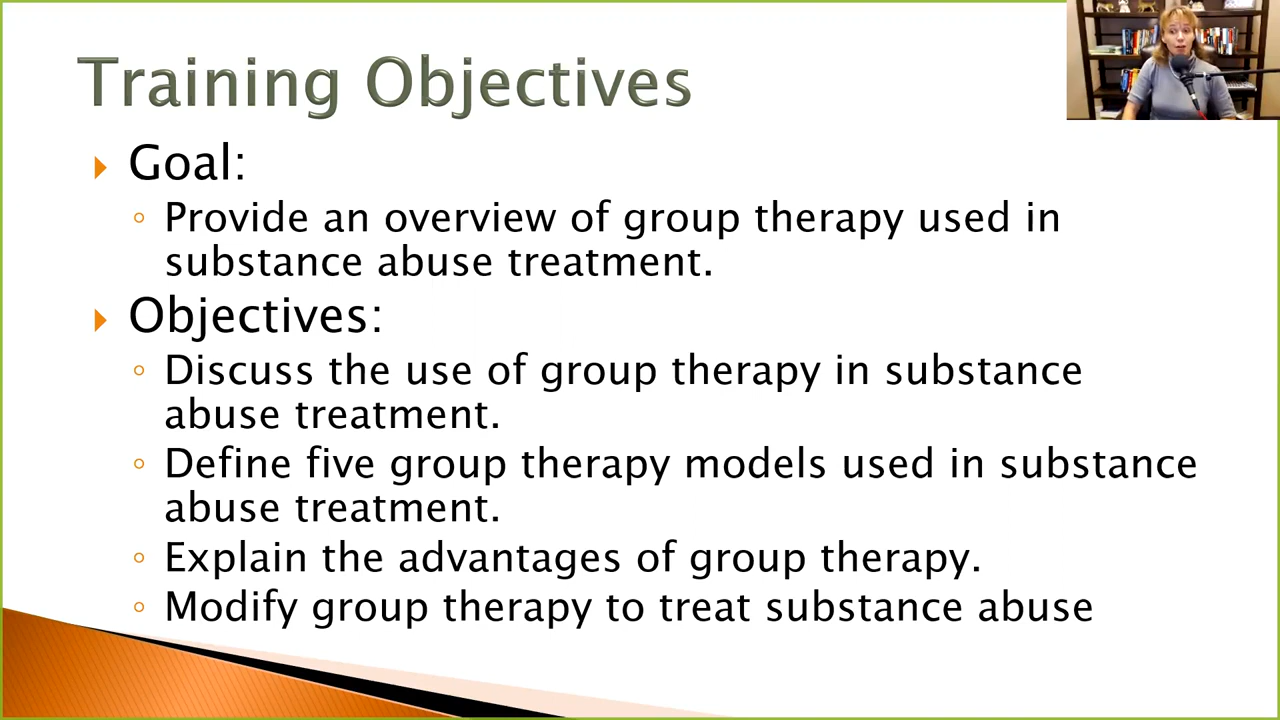 Training Objectives
Goal:
Provide an overview of group therapy used in
substance abuse treatment.
Objectives:
Discuss the use of group therapy in substance
abuse treatment.
Define five group therapy models used in substance
abuse treatment.
Explain the advantages of group therapy.
Modify group therapy to treat substance abuse